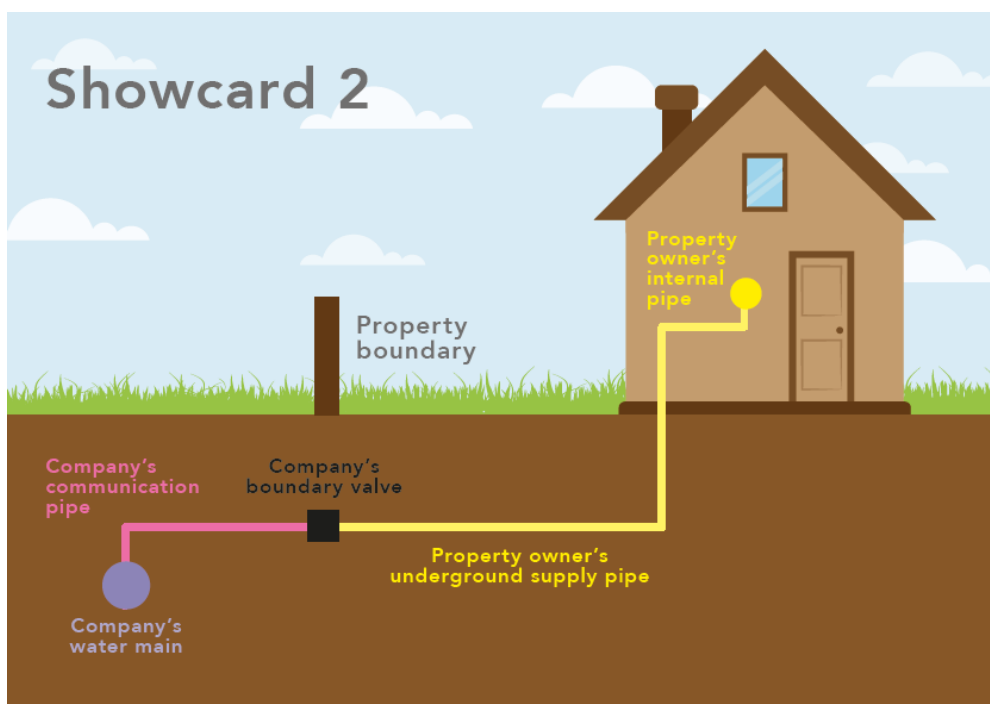 Showcard 2
Property
owner's
internal
pipe
Property
boundary
Company's
communication
pipe
Company's
boundary valve
Property owner's
underground supply pipe
Company's
water main